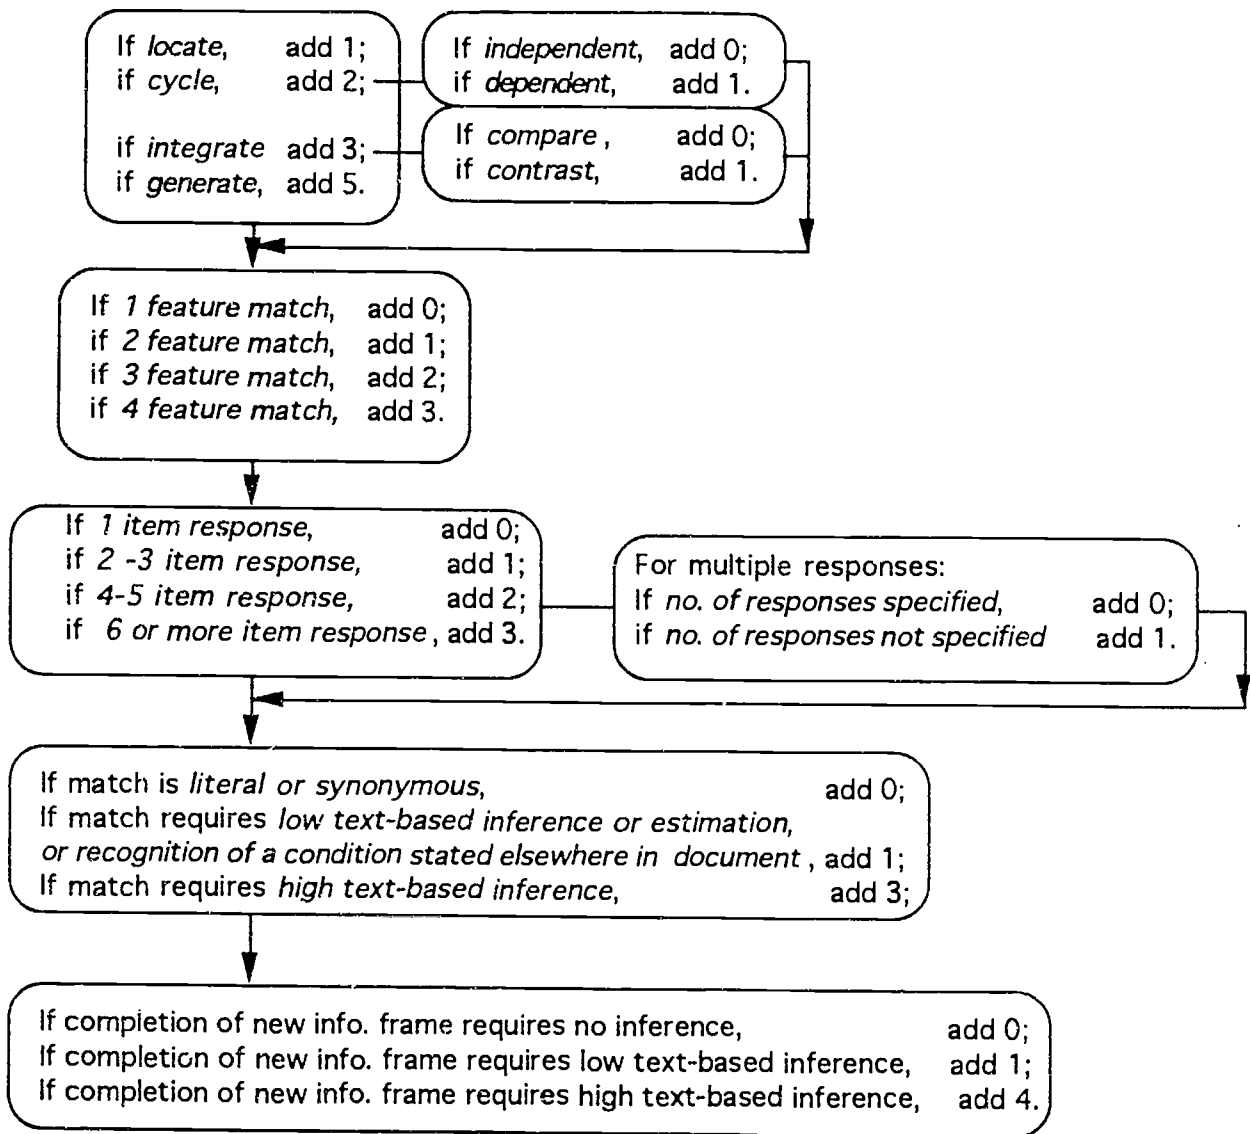 If locate, add 1;
if cycle, add 2;
if integrate add 3;
if generate, add 5.
If independent, add 0;
if dependent, add 1.
If compare , add 0;
if contrast, add 1.
If 1 feature match, add 0;
if 2 feature match, add 1;
if 3 feature match, add 2;
if 4 feature match, add 3.
If 1 item response, add 0;
if 2 -3 item response, add 1;
if 4-5 item response, add 2;
if 6 or more item response , add 3.
For multiple responses:
If no. of responses specified, add 0;
if no. of responses not specified add 1.
If match is literal or synonymous, add 0;
If match requires low text-based inference or estimation,
or recognition of a condition stated elsewhere in document , add 1;
If match requires high text-based inference, add 3;
If completion of new info. frame requires no inference, add 0;
If completion of new info. frame requires low text-based inference, add 1;
If completion of new info. frame requires high text-based inference, add 4.